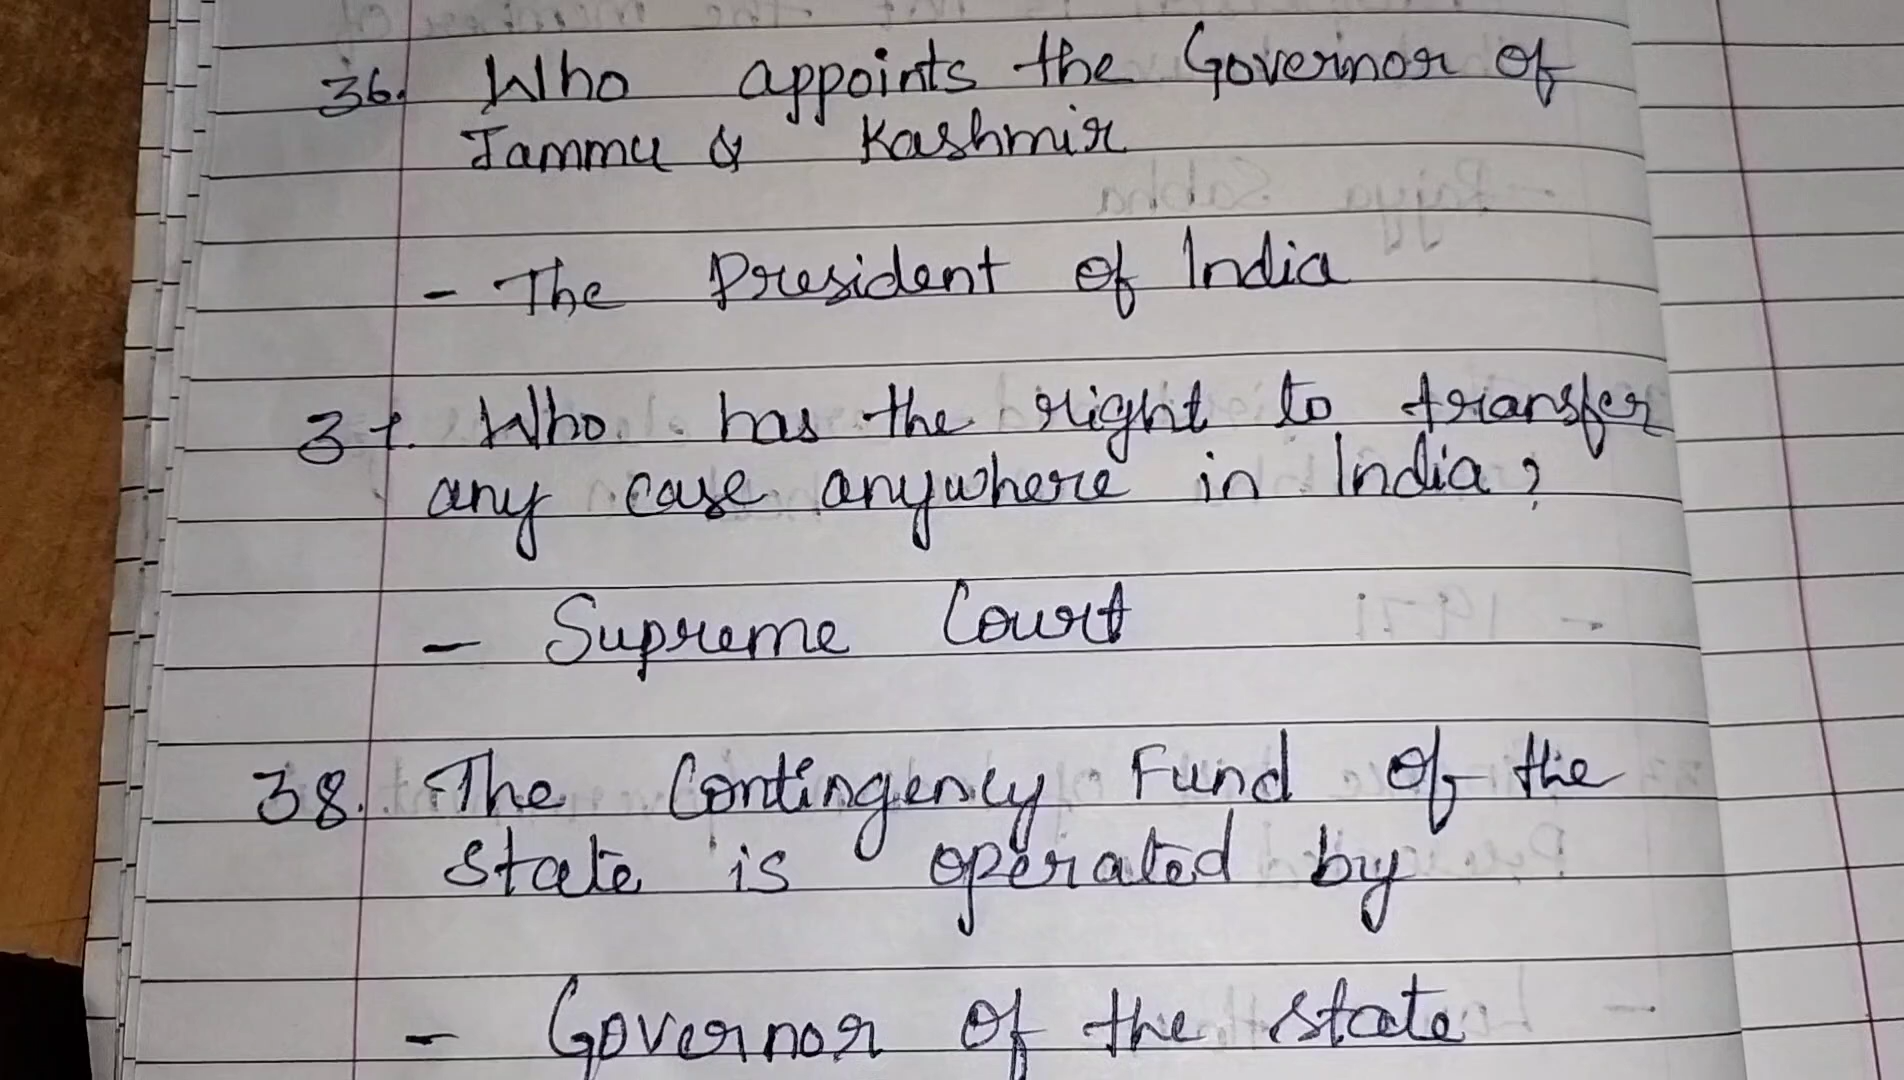 36. Who appoints the Governor of
Jammu & Kashmir
- The President of India
37. Who has the right to transfer
any case anywhere in India?
- Supreme Court
38. The Contingency Fund of the
state is operated by
- Governor of the state